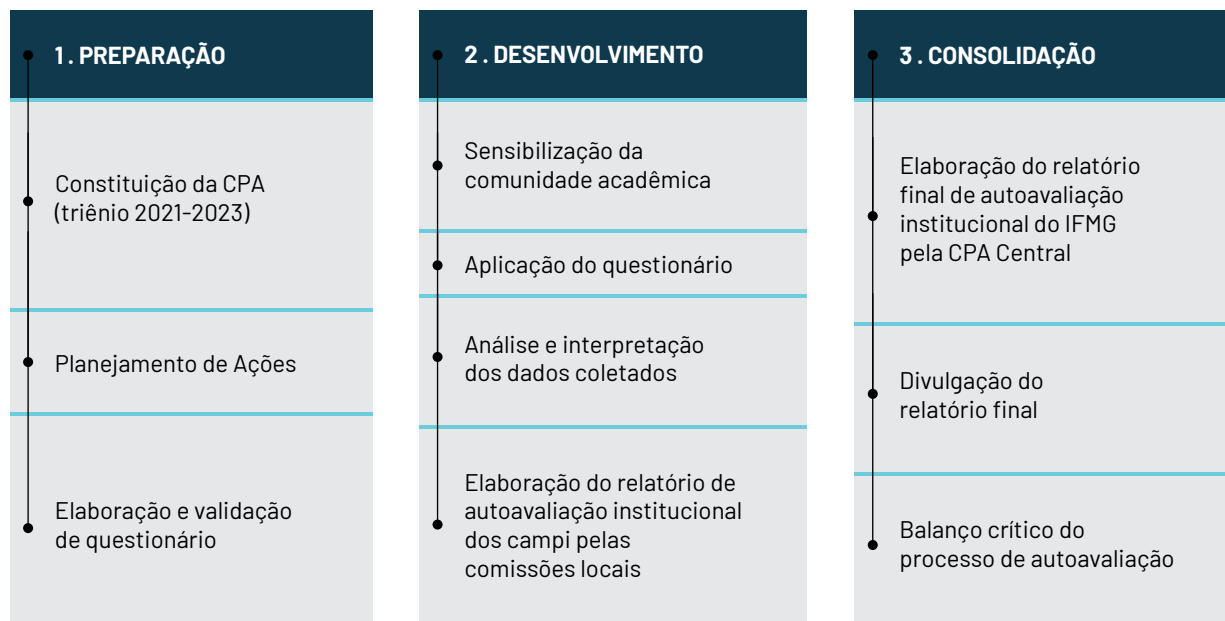 1. PREPARAÇÃO
Constituição da CPA
(triênio 2021-2023)
Planejamento de Ações
Elaboração e validação
de questionário
2. DESENVOLVIMENTO
Sensibilização da
comunidade acadêmica
Aplicação do questionário
Análise e interpretação
dos dados coletados
Elaboração do relatório de
autoavaliação institucional
dos campi pelas
comissões locais
3. CONSOLIDAÇÃO
Elaboração do relatório
final de autoavaliação
institucional do IFMG
pela CPA Central
Divulgação do
relatório final
Balanço crítico do
processo de autoavaliação